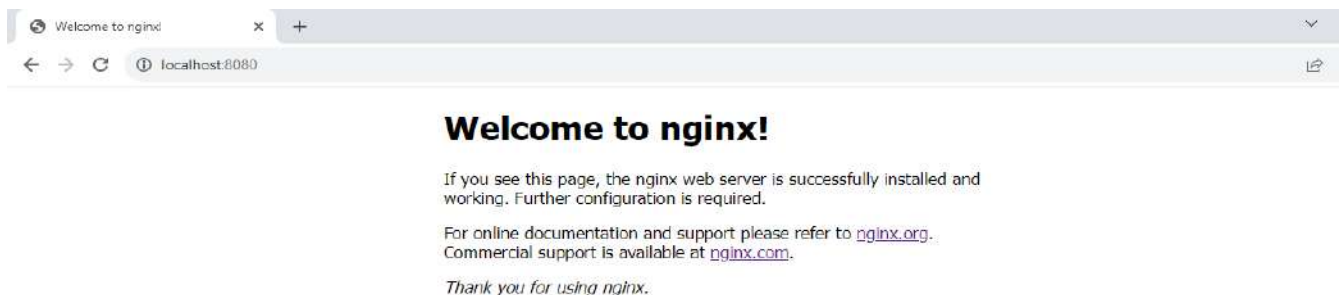 Welcome to nginx!
localhost:8080
Welcome to nginx!
If you see this page, the nginx web server is successfully installed and
working. Further configuration is required.
For online documentation and support please refer to nginx.org.
Commercial support is available at nginx.com.
Thank you for using nginx.